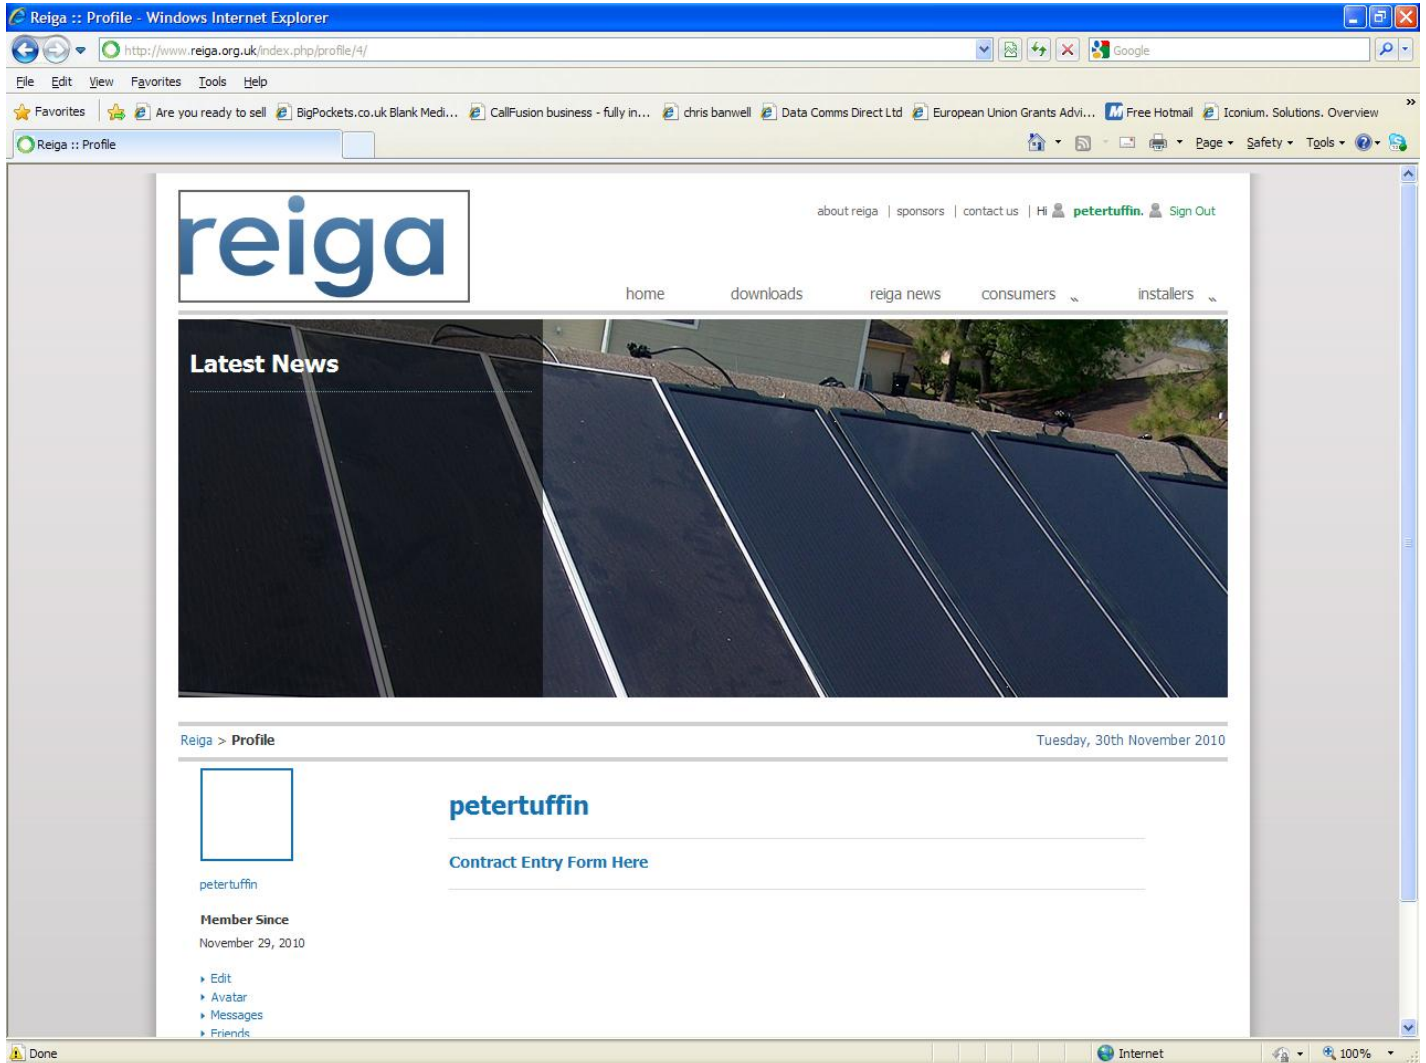 Reiga :: Profile - Windows Internet Explorer
http://www.reiga.org.uk/index.php/profile/4/
Google
File Edit View Favorites Tools Help
Favorites Are you ready to sell BigPockets.co.uk Blank Medi... CallFusion business - fully in... chris banwell Data Comms Direct Ltd European Union Grants Advi... Free Hotmail Iconium. Solutions. Overview »
Reiga :: Profile
Page Safety Tools
about reiga | sponsors | contact us | Hi petertuffin. Sign Out
reiga
home downloads reiga news consumers installers
Latest News
Reiga > Profile
Tuesday, 30th November 2010
petertuffin
Contract Entry Form Here
petertuffin
Member Since
November 29, 2010
Edit
Avatar
Messages
Friends
Done
Internet
100%